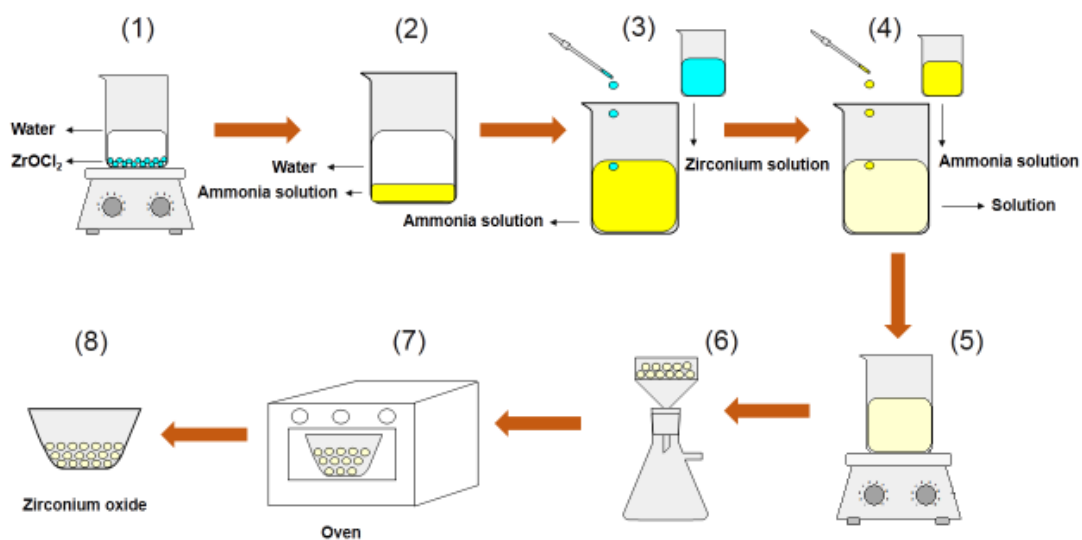 (1)
Water
ZrOCl₂
(2)
Water
Ammonia solution
(3)
Zirconium solution
Ammonia solution
(4)
Ammonia solution
Solution
(5)
(6)
(7)
Oven
(8)
Zirconium oxide